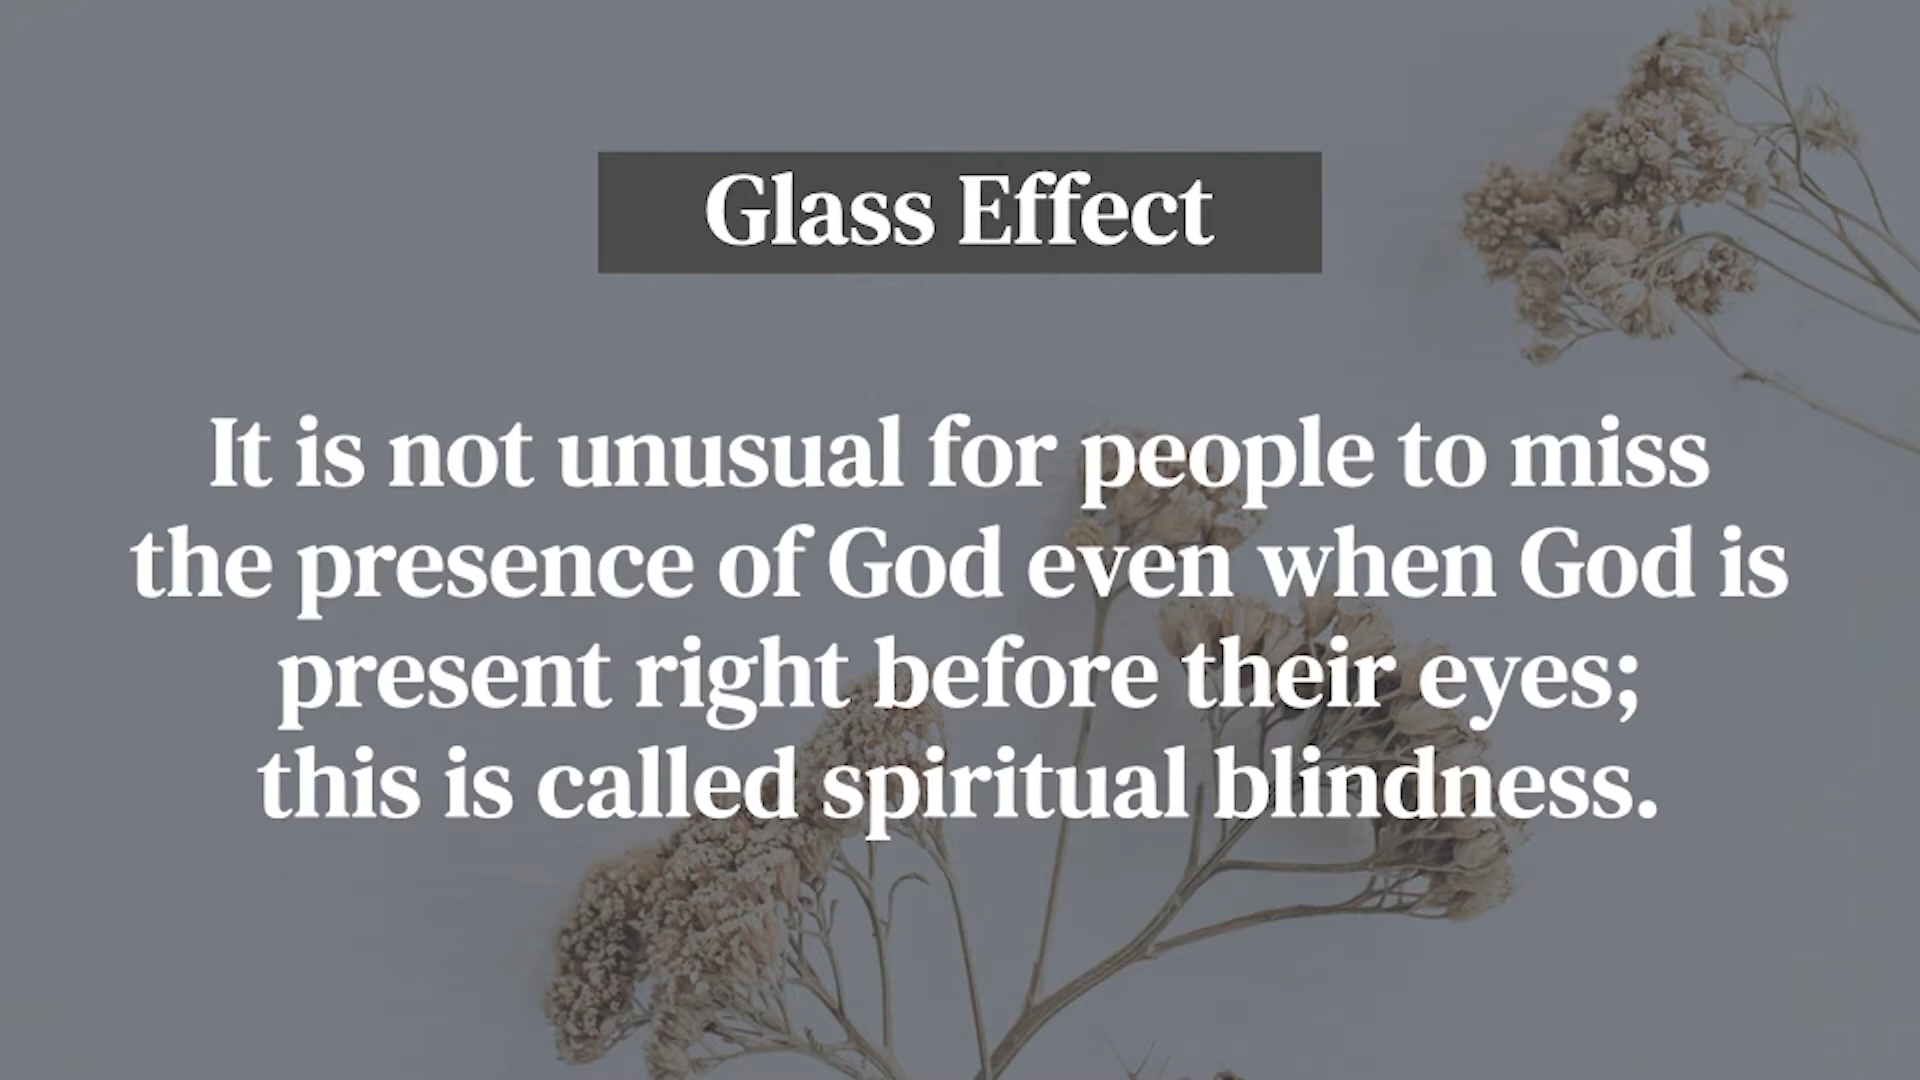 Glass Effect
It is not unusual for people to miss
the presence of God even when God is
present right before their eyes;
this is called spiritual blindness.